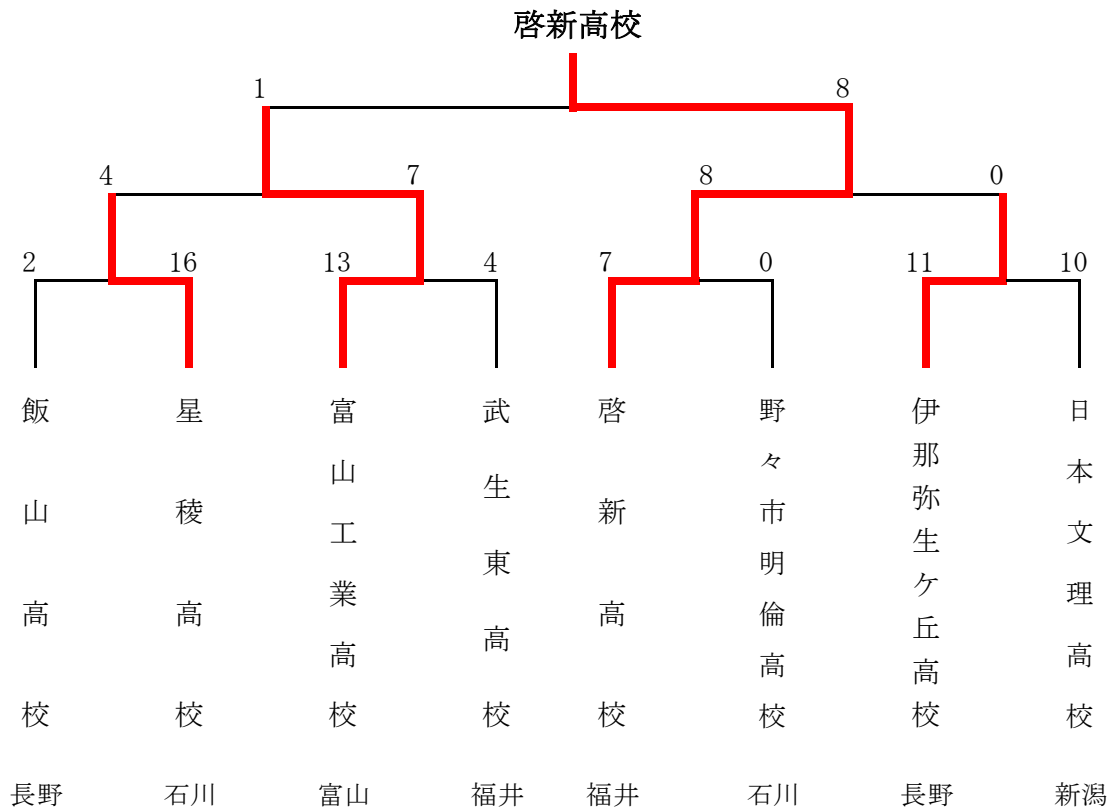 啓新高校
1 8
4 7 8 0
2 16 13 4 7 0 11 10
飯山高校
星稜高校
富山工業高校
武生東高校
啓新高校
野々市明倫高校
伊那弥生ケ丘高校
日本文理高校
長野 石川 富山 福井 福井 石川 長野 新潟